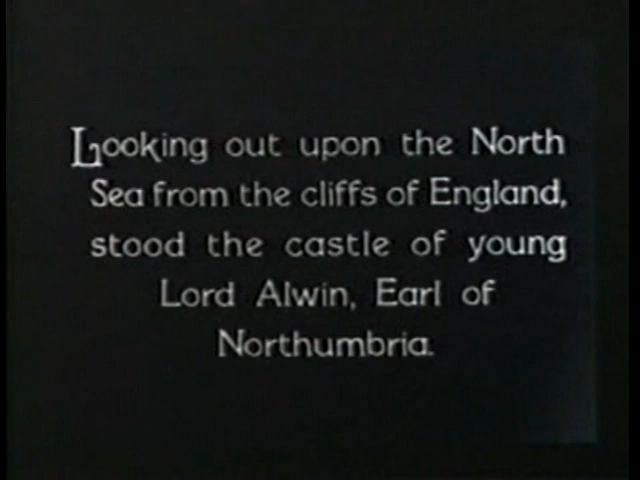 Looking out upon the North
Sea from the cliffs of England,
stood the castle of young
Lord Alwin, Earl of
Northumbria.